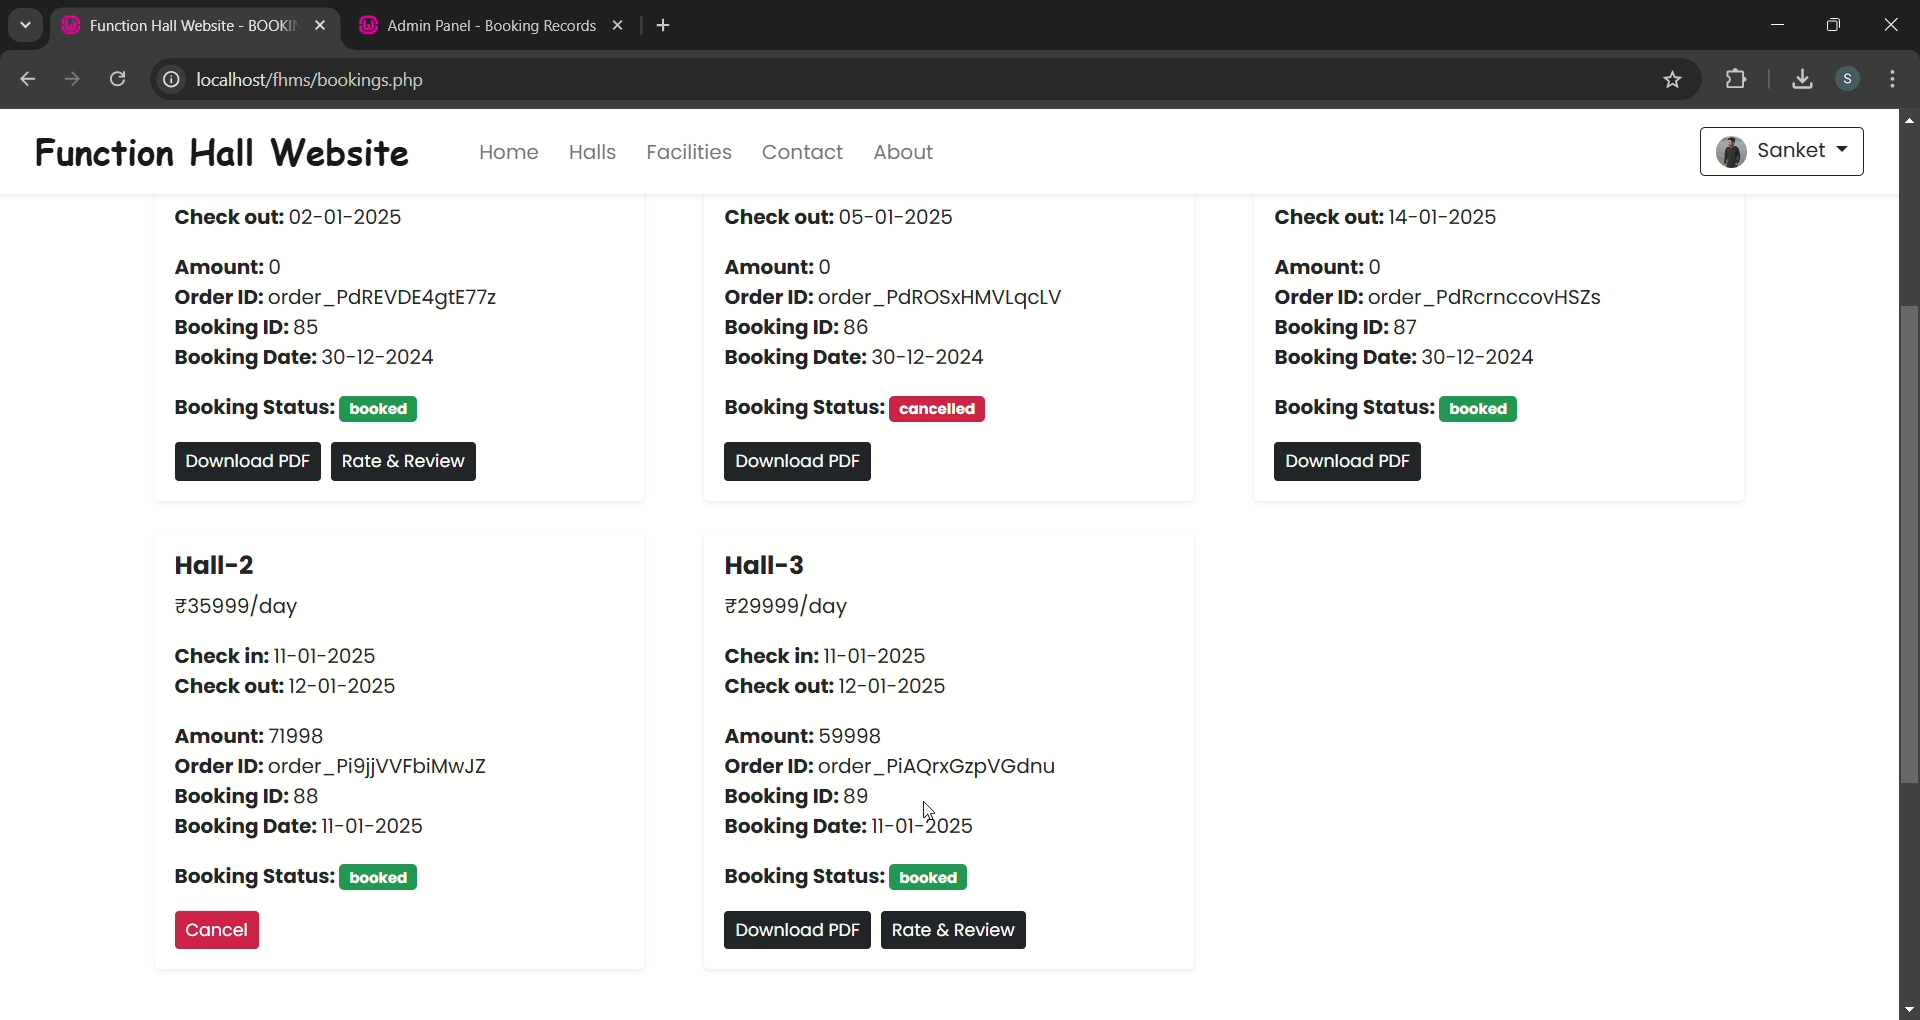 Function Hall Website - BOOKIN
Admin Panel - Booking Records
localhost/fhms/bookings.php
S
Function Hall Website
Home
Halls
Facilities
Contact
About
Sanket
Check out: 02-01-2025
Amount: 0
Order ID: order_PdREVDE4gtE77z
Booking ID: 85
Booking Date: 30-12-2024
Booking Status: booked
Download PDF
Rate & Review
Check out: 05-01-2025
Amount: 0
Order ID: order_PdROSxHMVLqcLV
Booking ID: 86
Booking Date: 30-12-2024
Booking Status: cancelled
Download PDF
Check out: 14-01-2025
Amount: 0
Order ID: order_PdRcrnccovHSZs
Booking ID: 87
Booking Date: 30-12-2024
Booking Status: booked
Download PDF
Hall-2
₹35999/day
Check in: 11-01-2025
Check out: 12-01-2025
Amount: 71998
Order ID: order_Pi9jjVVFbiMwJZ
Booking ID: 88
Booking Date: 11-01-2025
Booking Status: booked
Cancel
Hall-3
₹29999/day
Check in: 11-01-2025
Check out: 12-01-2025
Amount: 59998
Order ID: order_PiAQrxGzpVGdnu
Booking ID: 89
Booking Date: 11-01-2025
Booking Status: booked
Download PDF
Rate & Review